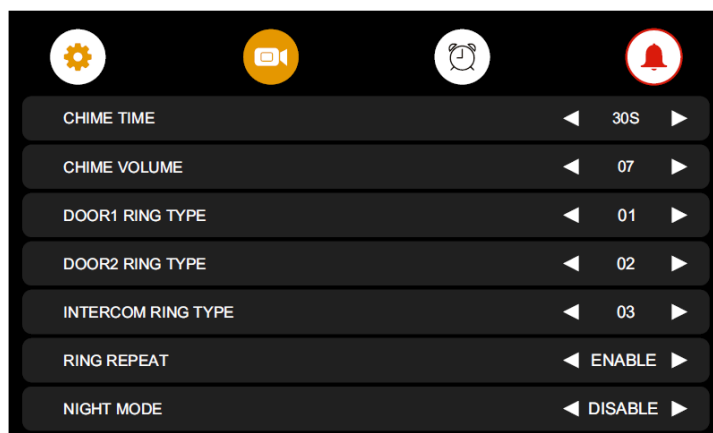 CHIME TIME 30S
CHIME VOLUME 07
DOOR1 RING TYPE 01
DOOR2 RING TYPE 02
INTERCOM RING TYPE 03
RING REPEAT ENABLE
NIGHT MODE DISABLE